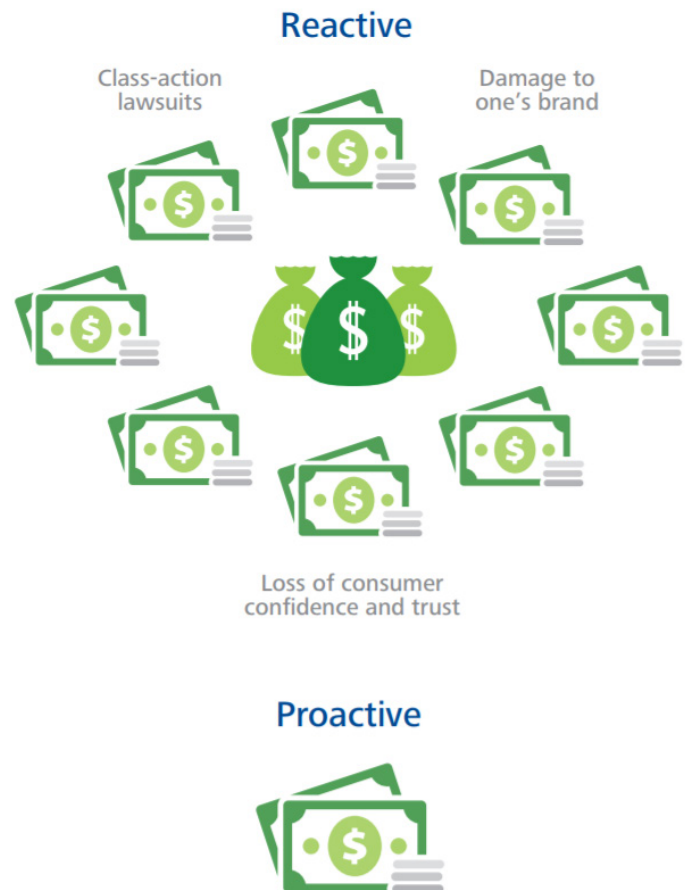 Reactive
Class-action
lawsuits
Damage to
one's brand
$
$
$
$
$
$
$
$
$
$
$
Loss of consumer
confidence and trust
Proactive
$